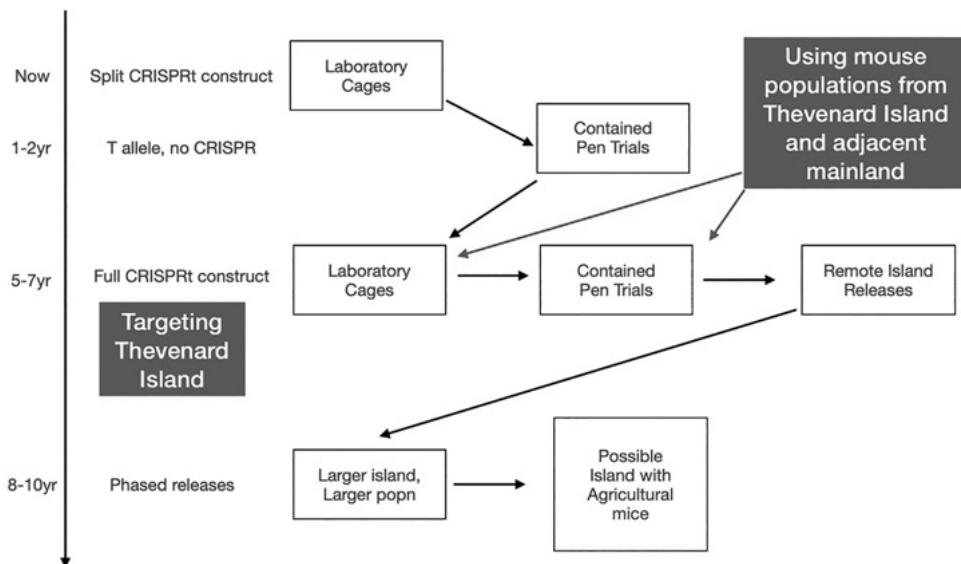 Now
Split CRISPRt construct
Laboratory
Cages
Using mouse
populations from
Thevenard Island
and adjacent
mainland
1-2yr
T allele, no CRISPR
Contained
Pen Trials
5-7yr
Full CRISPRt construct
Laboratory
Cages
Contained
Pen Trials
Remote Island
Releases
Targeting
Thevenard
Island
8-10yr
Phased releases
Larger island,
Larger popn
Possible
Island with
Agricultural
mice